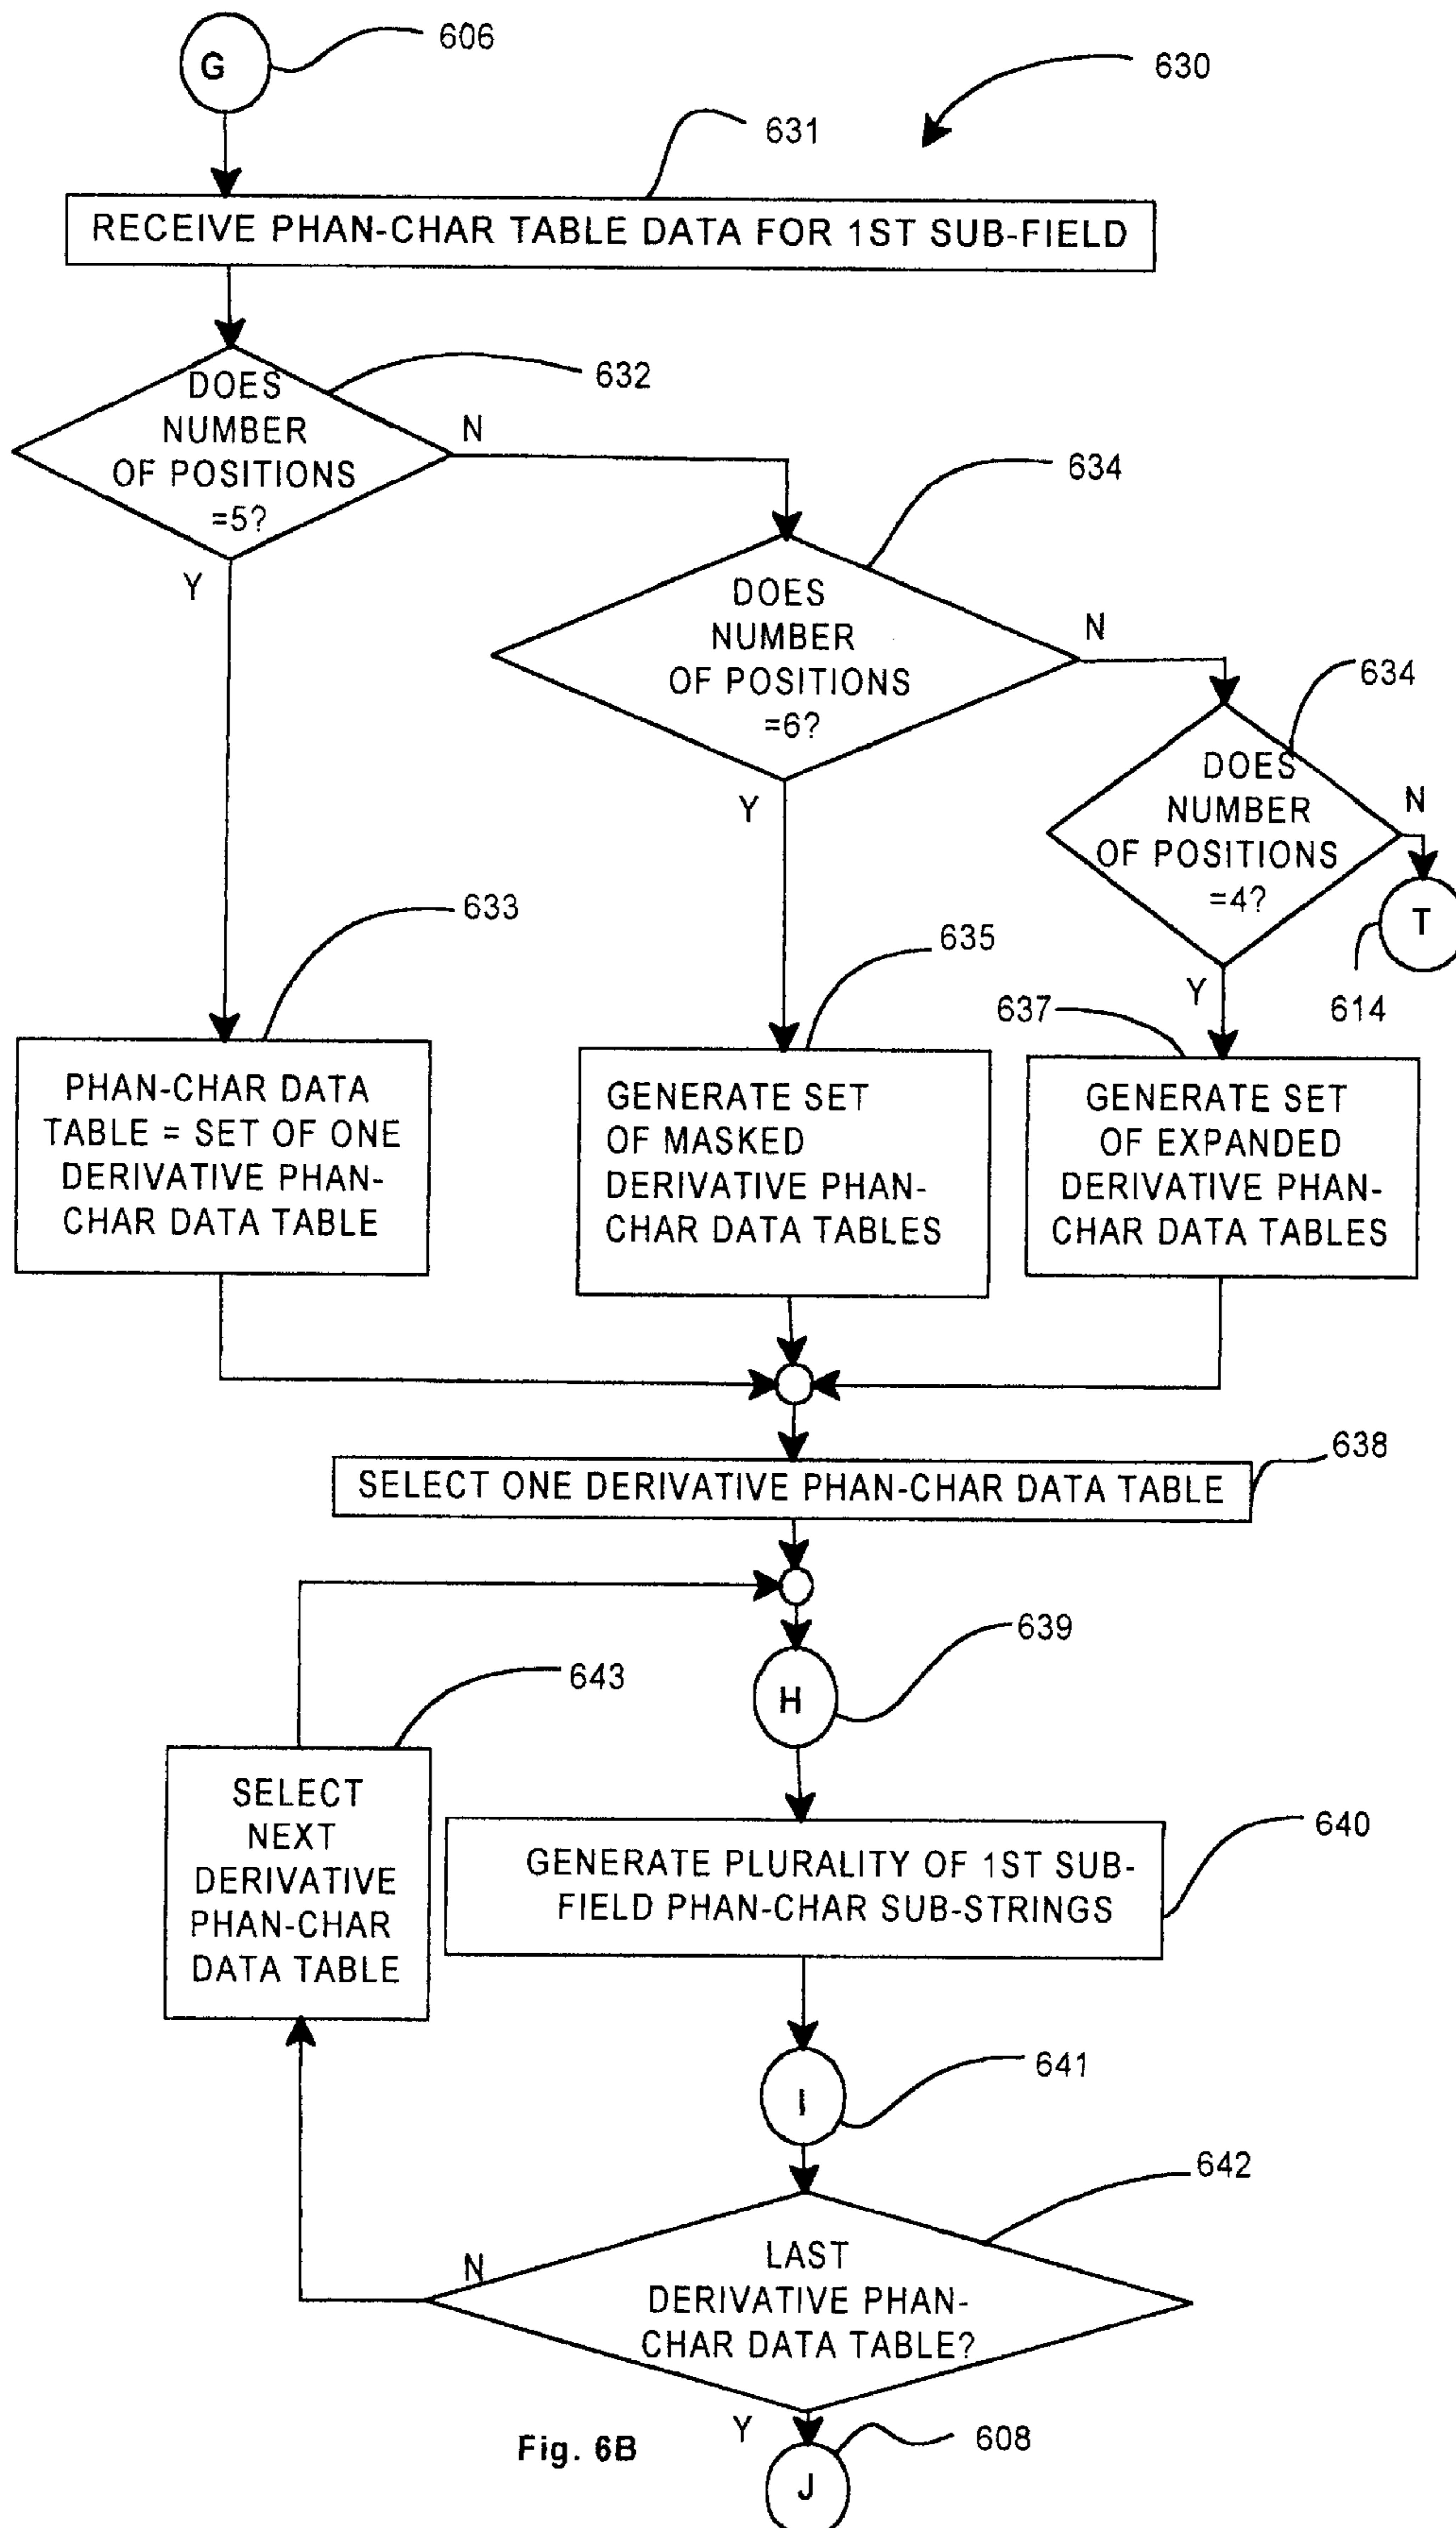 G
606
630
631
RECEIVE PHAN-CHAR TABLE DATA FOR 1ST SUB-FIELD
632
DOES
NUMBER
OF POSITIONS
=5?
N
Y
634
DOES
NUMBER
OF POSITIONS
=6?
N
Y
634
DOES
NUMBER
OF POSITIONS
=4?
N
Y
T
614
633
PHAN-CHAR DATA
TABLE = SET OF ONE
DERIVATIVE PHAN-
CHAR DATA TABLE
635
GENERATE SET
OF MASKED
DERIVATIVE PHAN-
CHAR DATA TABLES
637
GENERATE SET
OF EXPANDED
DERIVATIVE PHAN-
CHAR DATA TABLES
638
SELECT ONE DERIVATIVE PHAN-CHAR DATA TABLE
639
H
643
SELECT
NEXT
DERIVATIVE
PHAN-CHAR
DATA TABLE
640
GENERATE PLURALITY OF 1ST SUB-
FIELD PHAN-CHAR SUB-STRINGS
641
I
642
LAST
DERIVATIVE PHAN-
CHAR DATA TABLE?
N
Y
608
J
Fig. 6B